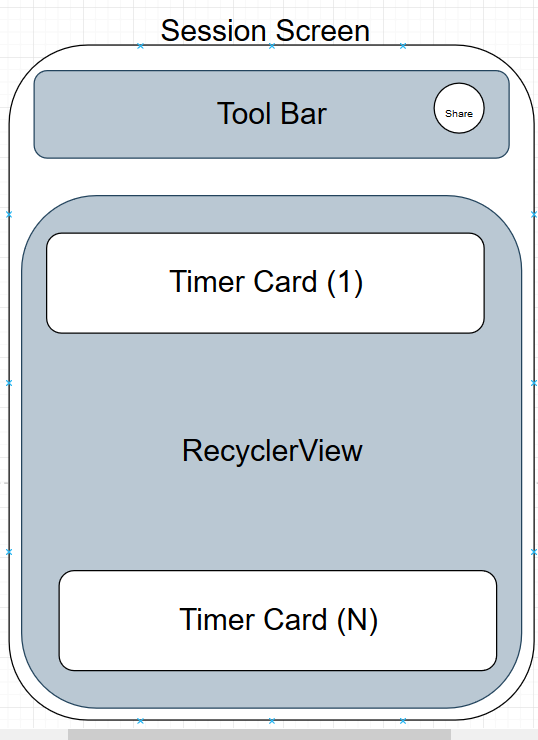 Session Screen
Tool Bar
Share
Timer Card (1)
RecyclerView
Timer Card (N)